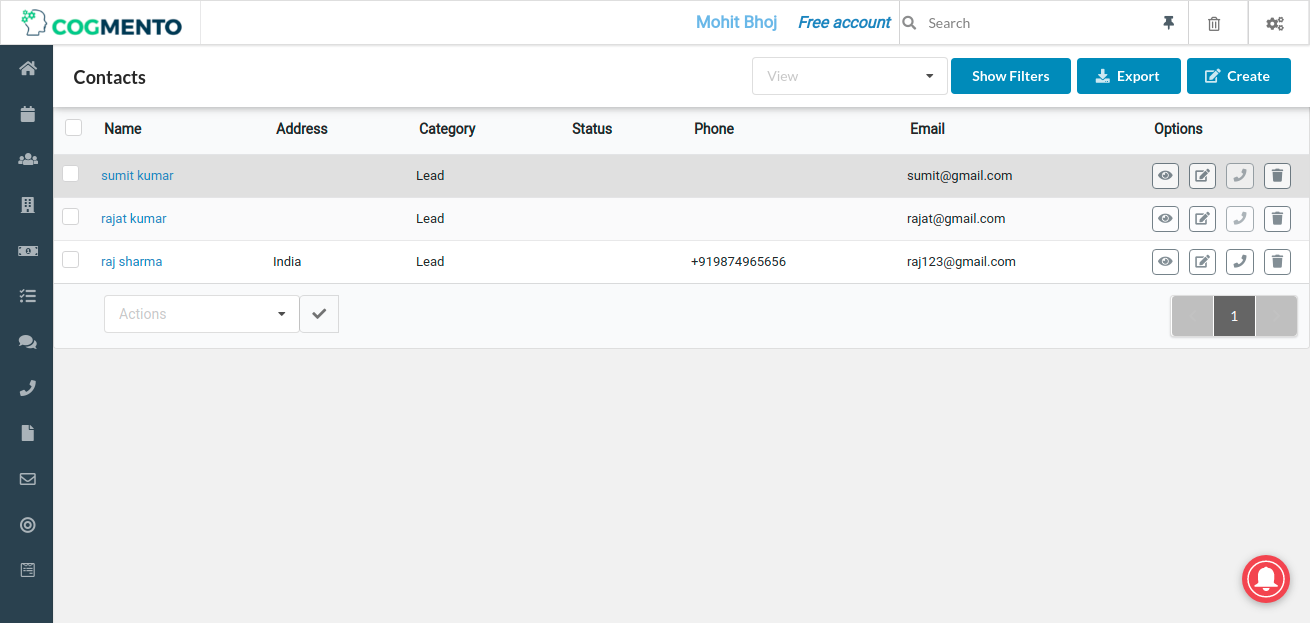 COGMENTO Mohit Bhoj Free account Search
Contacts View Show Filters Export Create
Name Address Category Status Phone Email Options
sumit kumar Lead sumit@gmail.com
rajat kumar Lead rajat@gmail.com
raj sharma India Lead +919874965656 raj123@gmail.com
Actions 1